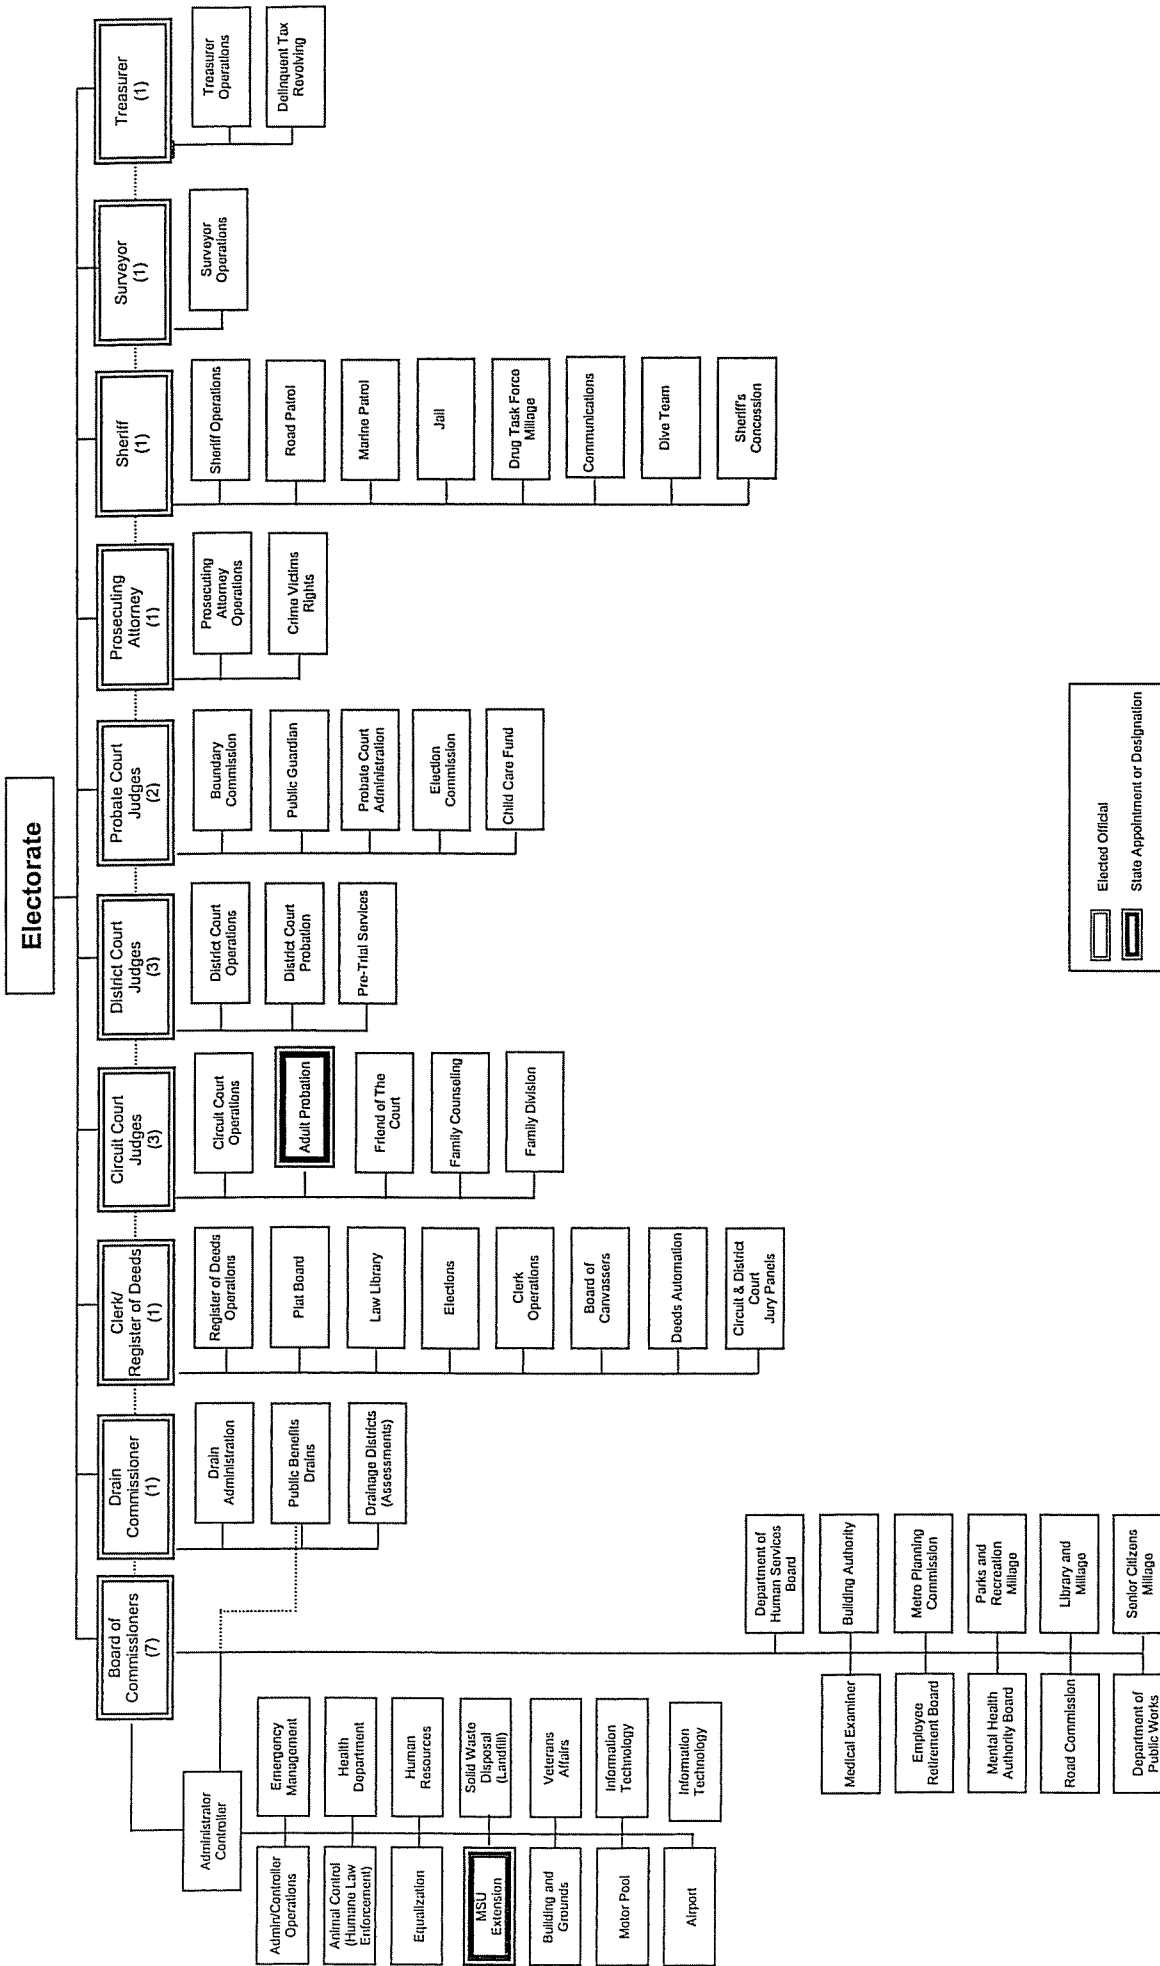 Electorate
Board of
Commissioners
(7)
Drain
Commissioner
(1)
Clerk/
Register of Deeds
(1)
Circuit Court
Judges
(3)
District Court
Judges
(3)
Probate Court
Judges
(2)
Prosecuting
Attorney
(1)
Sheriff
(1)
Surveyor
(1)
Treasurer
(1)
Administrator
Controller
Admin/Controller
Operations
Emergency
Management
Animal Control
(Humane Law
Enforcement)
Health
Department
Equalization
Human
Resources
MSU
Extension
Solid Waste
Disposal
(Landfill)
Building and
Grounds
Veterans
Affairs
Motor Pool
Information
Technology
Airport
Information
Technology
Department of
Human Services
Board
Medical Examiner
Building Authority
Employee
Retirement Board
Metro Planning
Commission
Mental Health
Authority Board
Parks and
Recreation
Millage
Road Commission
Library and
Millage
Department of
Public Works
Senior Citizens
Millage
Drain
Administration
Public Benefits
Drains
Drainage Districts
(Assessments)
Register of Deeds
Operations
Plat Board
Law Library
Elections
Clerk
Operations
Board of
Canvassers
Deeds Automation
Circuit & District
Court
Jury Panels
Circuit Court
Operations
Adult Probation
Friend of The
Court
Family Counseling
Family Division
District Court
Operations
District Court
Probation
Pre-Trial Services
Boundary
Commission
Public Guardian
Probate Court
Administration
Election
Commission
Child Care Fund
Prosecuting
Attorney
Operations
Crime Victims
Rights
Sheriff Operations
Road Patrol
Marine Patrol
Jail
Drug Task Force
Millage
Communications
Dive Team
Sheriff's
Concession
Surveyor
Operations
Treasurer
Operations
Delinquent Tax
Revolving
Elected Official
State Appointment or Designation